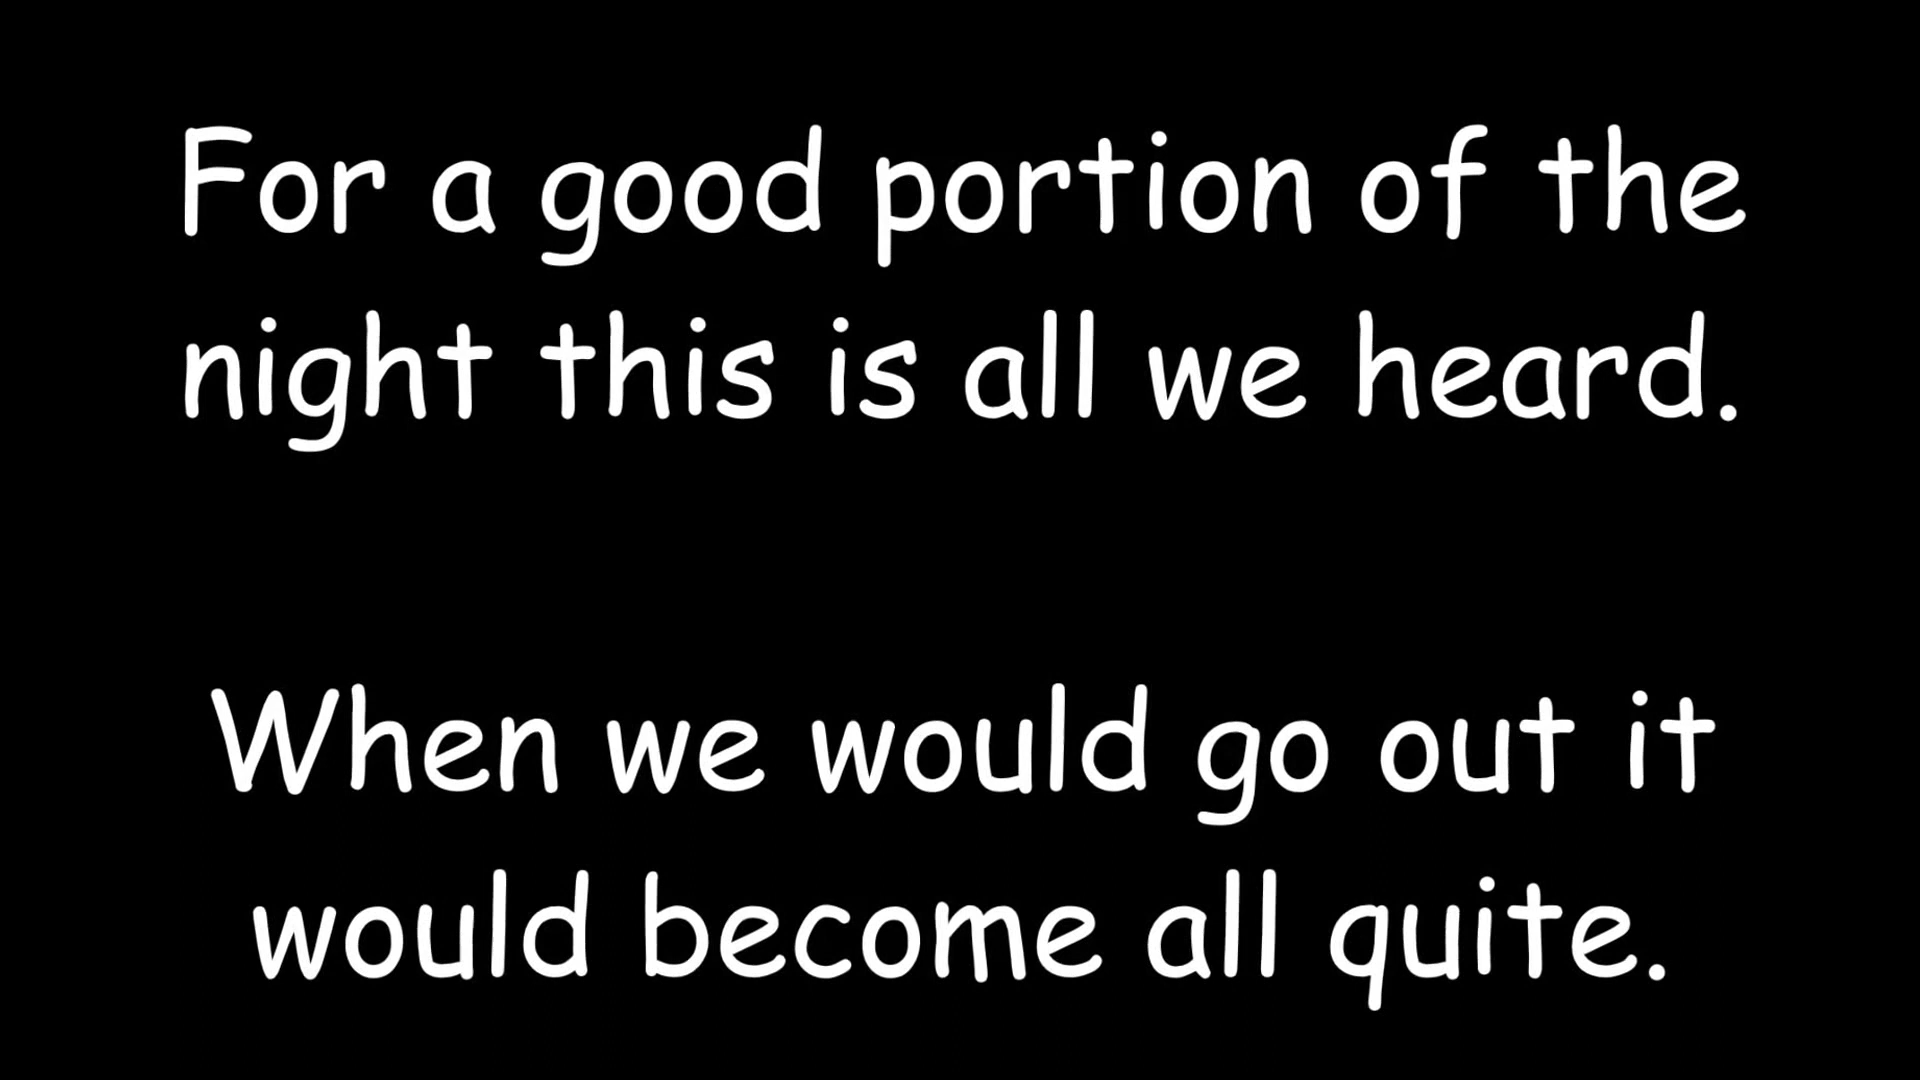 For a good portion of the
night this is all we heard.
When we would go out it
would become all quite.